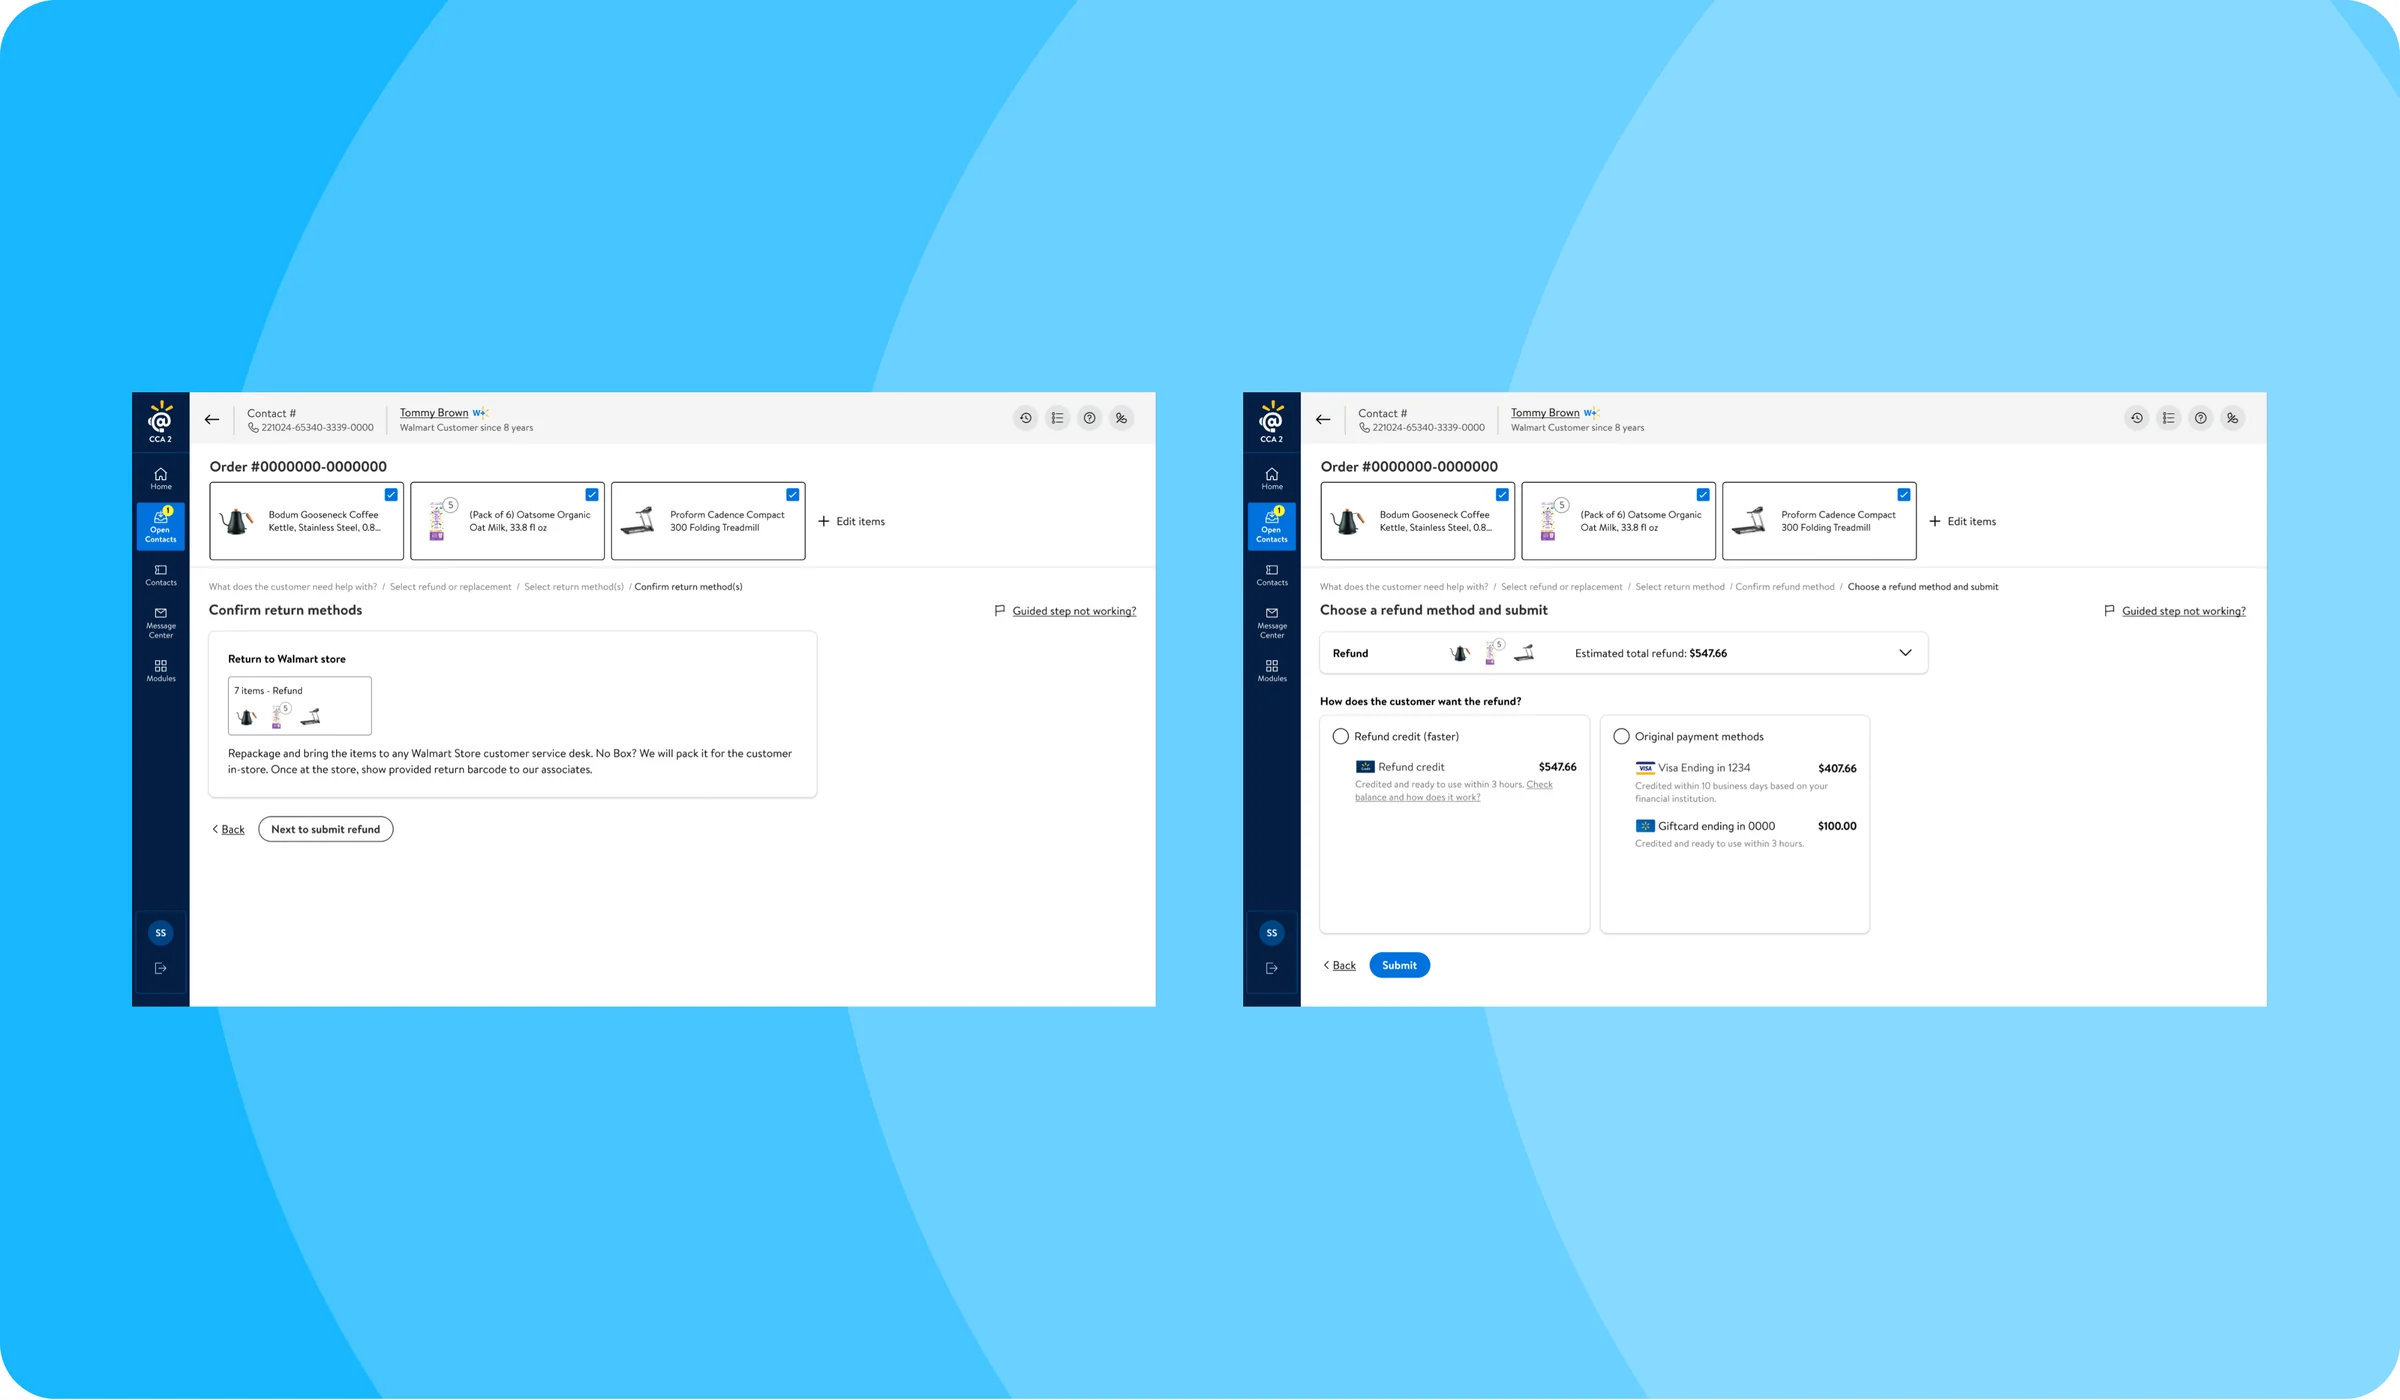 CCA 2
Home
1
Open
Contacts
Contacts
Message
Center
Modules
SS
Contact #
221024-65340-3339-0000
Tommy Brown W+
Walmart Customer since 8 years
Order #0000000-0000000
Bodum Gooseneck Coffee
Kettle, Stainless Steel, 0.8...
5
(Pack of 6) Oatsome Organic
Oat Milk, 33.8 fl oz
Proform Cadence Compact
300 Folding Treadmill
+ Edit items
What does the customer need help with? / Select refund or replacement / Select return method(s) / Confirm return method(s)
Confirm return methods
Guided step not working?
Return to Walmart store
7 items - Refund
5
Repackage and bring the items to any Walmart Store customer service desk. No Box? We will pack it for the customer
in-store. Once at the store, show provided return barcode to our associates.
Back
Next to submit refund
CCA 2
Home
1
Open
Contacts
Contacts
Message
Center
Modules
SS
Contact #
221024-65340-3339-0000
Tommy Brown W+
Walmart Customer since 8 years
Order #0000000-0000000
Bodum Gooseneck Coffee
Kettle, Stainless Steel, 0.8...
5
(Pack of 6) Oatsome Organic
Oat Milk, 33.8 fl oz
Proform Cadence Compact
300 Folding Treadmill
+ Edit items
What does the customer need help with? / Select refund or replacement / Select return method / Confirm refund method / Choose a refund method and submit
Choose a refund method and submit
Guided step not working?
Refund
5
Estimated total refund: $547.66
How does the customer want the refund?
Refund credit (faster)
Refund credit $547.66
Credited and ready to use within 3 hours. Check
balance and how does it work?
Original payment methods
VISA Visa Ending in 1234 $407.66
Credited within 10 business days based on your
financial institution.
Giftcard ending in 0000 $100.00
Credited and ready to use within 3 hours.
Back
Submit